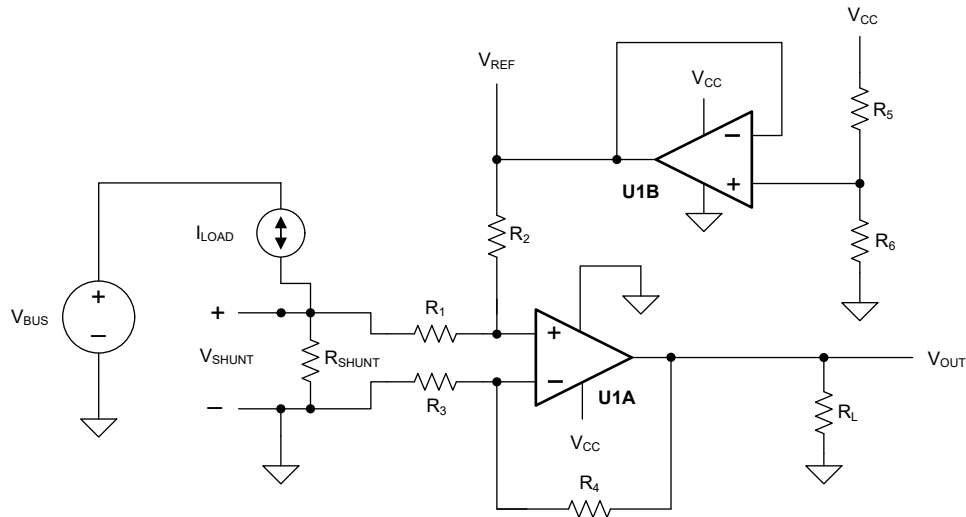 VCC
VREF
VCC
R5
−
+
U1B
R2
R6
ILOAD
+
−
VBUS
+
R1
+
VSHUNT
RSHUNT
VOUT
−
R3
−
U1A
RL
VCC
R4